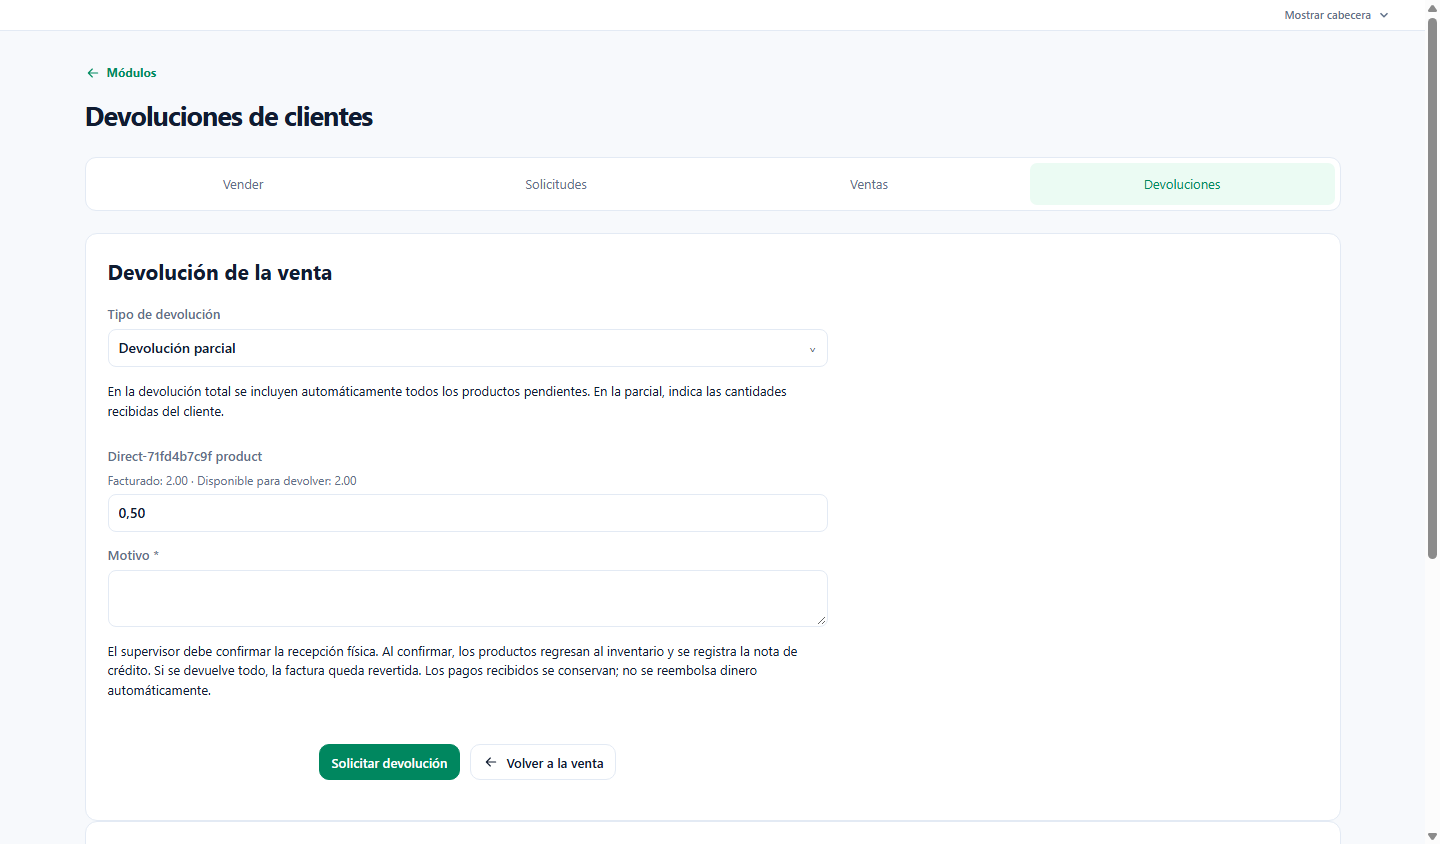 Mostrar cabecera
Módulos
Devoluciones de clientes
Vender
Solicitudes
Ventas
Devoluciones
Devolución de la venta
Tipo de devolución
Devolución parcial
En la devolución total se incluyen automáticamente todos los productos pendientes. En la parcial, indica las cantidades
recibidas del cliente.
Direct-71fd4b7c9f product
Facturado: 2.00 · Disponible para devolver: 2.00
0,50
Motivo *
El supervisor debe confirmar la recepción física. Al confirmar, los productos regresan al inventario y se registra la nota de
crédito. Si se devuelve todo, la factura queda revertida. Los pagos recibidos se conservan; no se reembolsa dinero
automáticamente.
Solicitar devolución
Volver a la venta